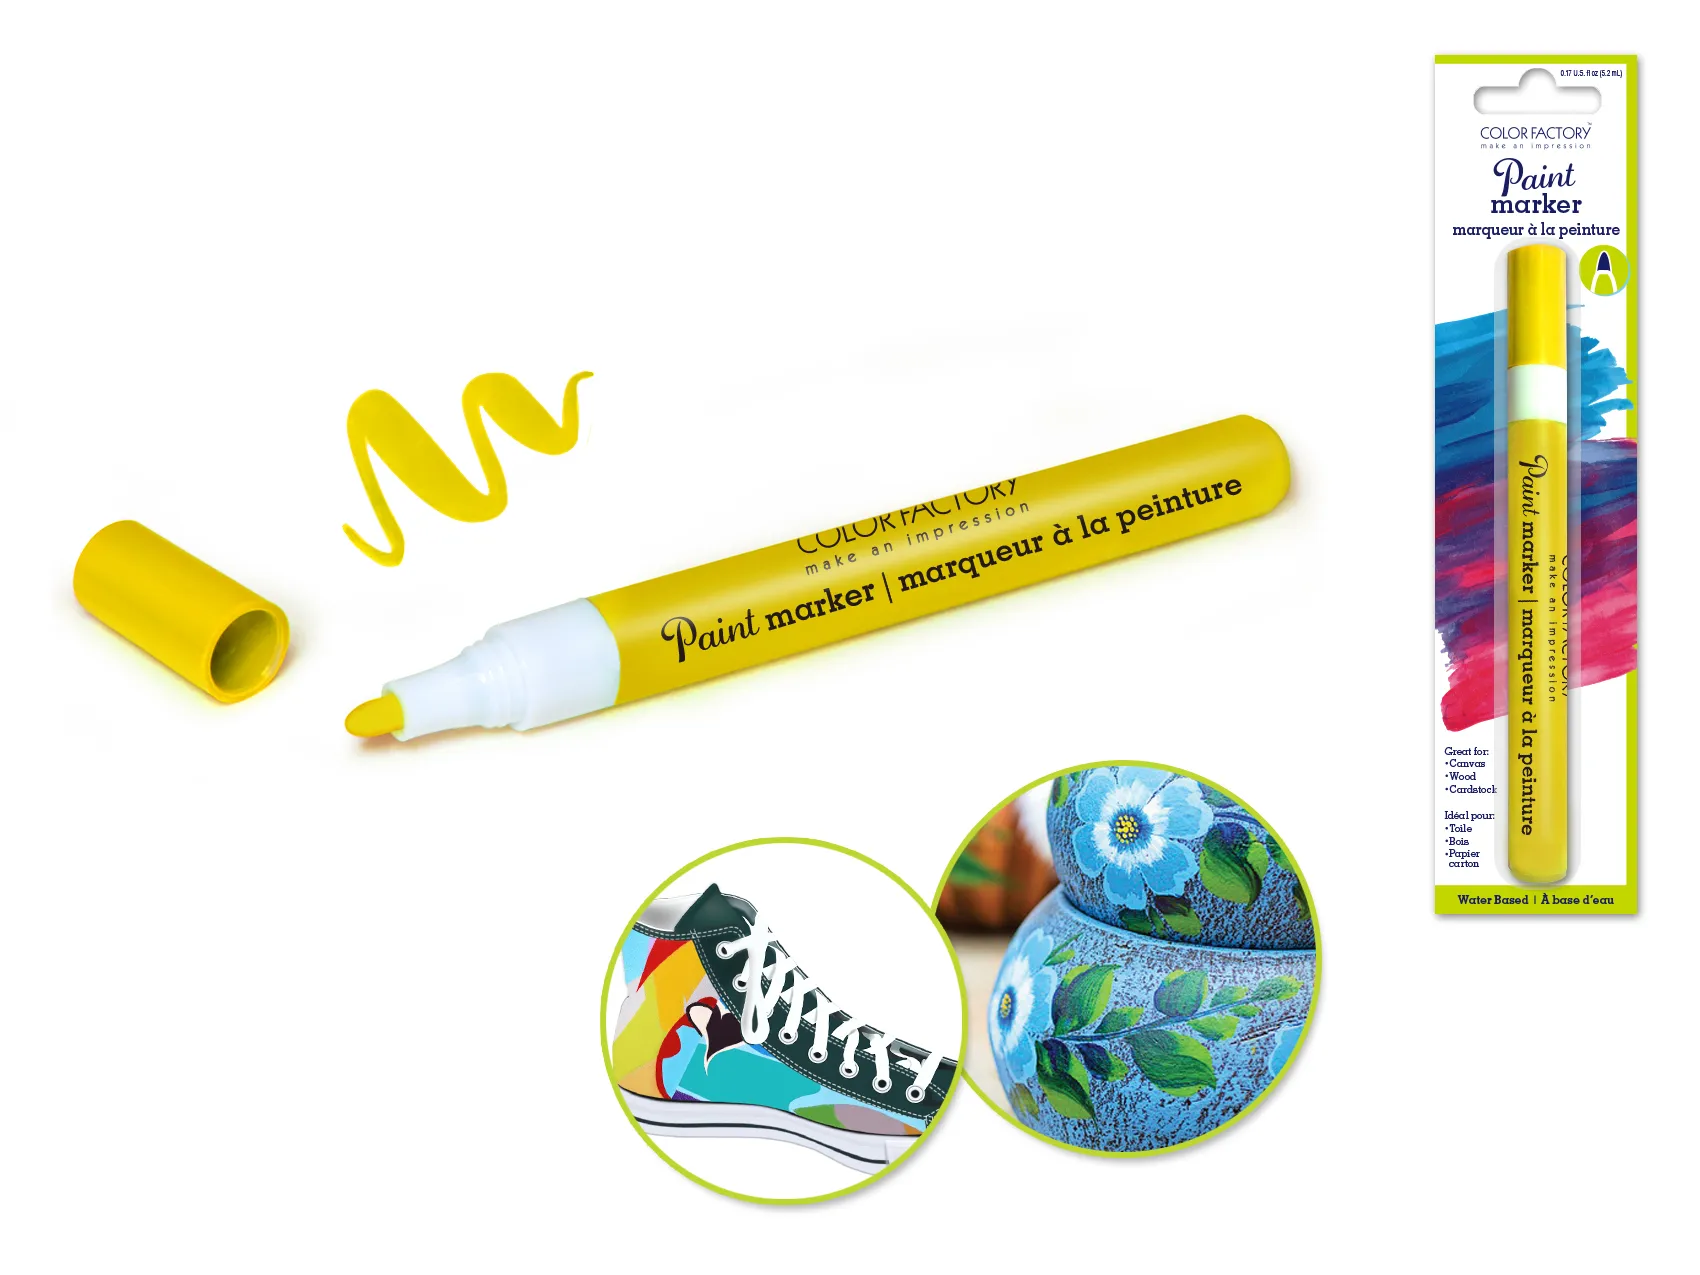 COLOR FACTORY
make an impression
Paint marker | marqueur à la peinture
0.17 U.S. fl oz (5.2 mL)
COLOR FACTORY™
make an impression
Paint
marker
marqueur à la peinture
Paint marker | marqueur à la peinture
COLOR FACTORY
make an impression
Great for:
•Canvas
•Wood
•Cardstock
Idéal pour:
•Toile
•Bois
•Papier
carton
Water Based | À base d'eau